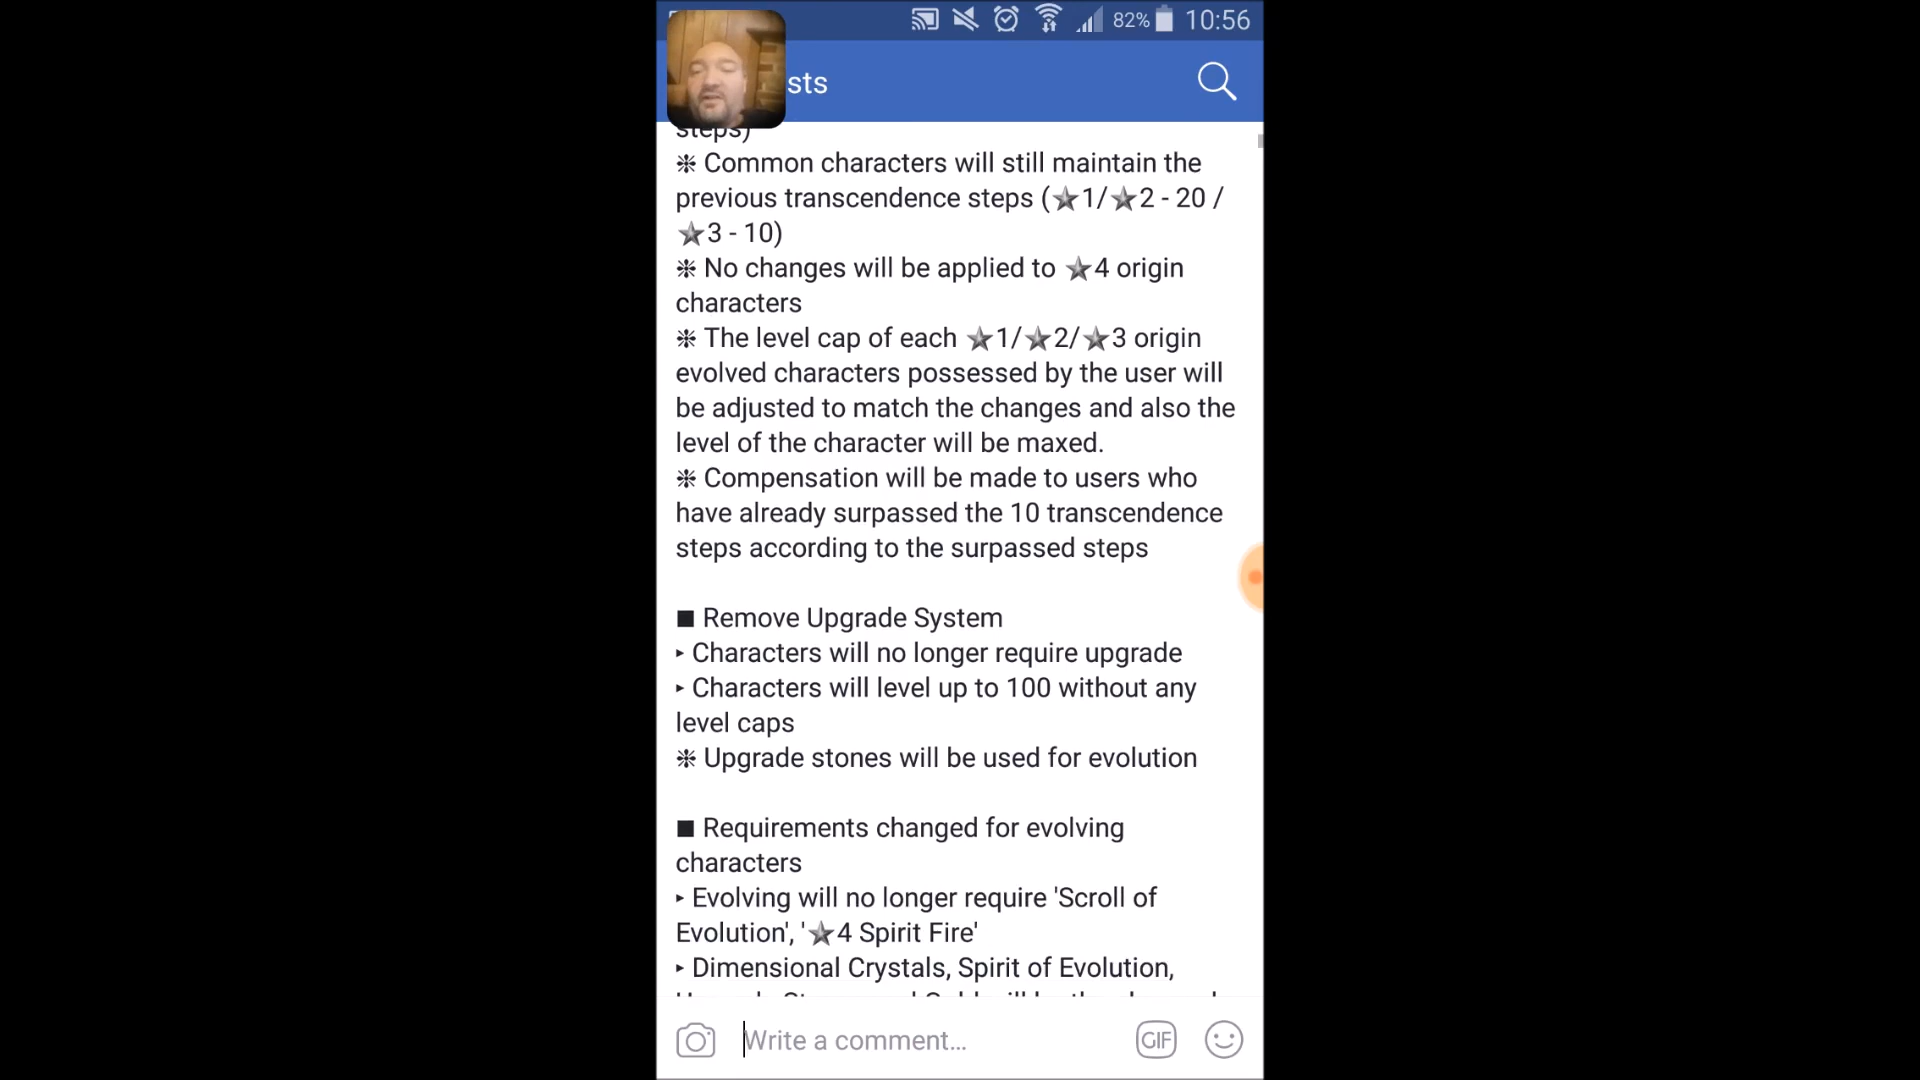 82% 10:56
sts
steps)
❈ Common characters will still maintain the
previous transcendence steps (★1/★2 - 20 /
★3 - 10)
❈ No changes will be applied to ★4 origin
characters
❈ The level cap of each ★1/★2/★3 origin
evolved characters possessed by the user will
be adjusted to match the changes and also the
level of the character will be maxed.
❈ Compensation will be made to users who
have already surpassed the 10 transcendence
steps according to the surpassed steps
■ Remove Upgrade System
‣ Characters will no longer require upgrade
‣ Characters will level up to 100 without any
level caps
❈ Upgrade stones will be used for evolution
■ Requirements changed for evolving
characters
‣ Evolving will no longer require 'Scroll of
Evolution', '★4 Spirit Fire'
‣ Dimensional Crystals, Spirit of Evolution,
Write a comment...
GIF